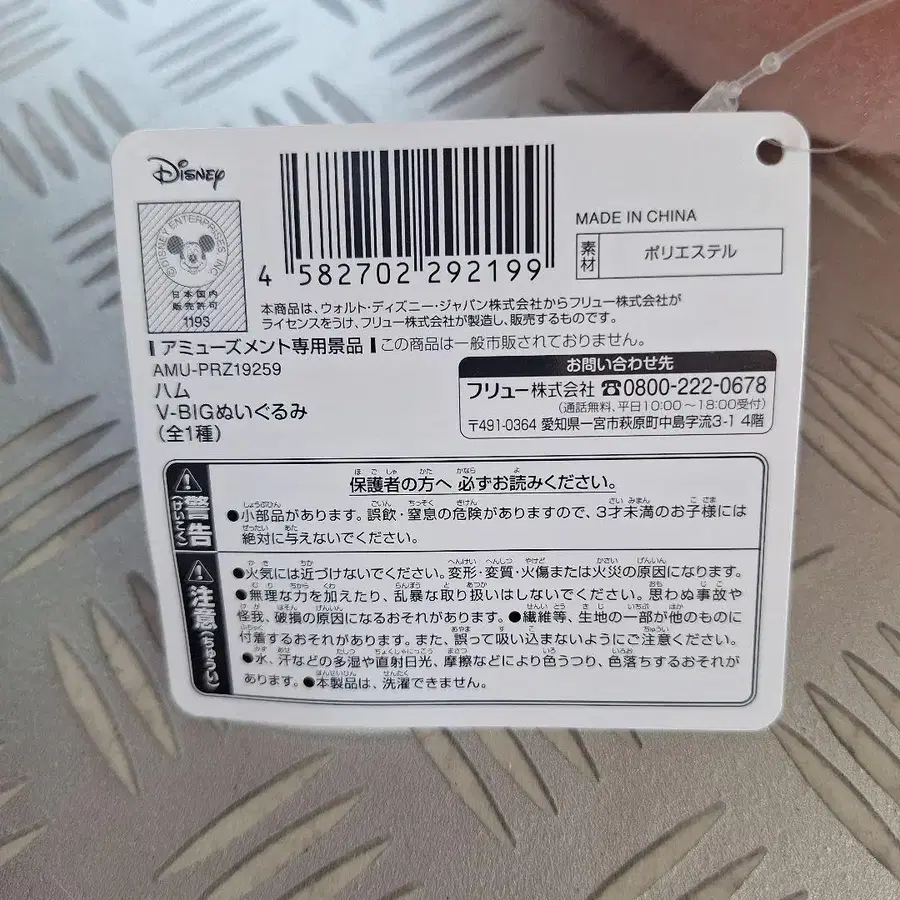 Disney
©DISNEY ENTERPRISES INC
日本国内
販売許可
1193
4 582702 292199
MADE IN CHINA
素材
ポリエステル
本商品は、ウォルト・ディズニー・ジャパン株式会社からフリュー株式会社が
ライセンスをうけ、フリュー株式会社が製造し、販売するものです。
アミューズメント専用景品 この商品は一般市販されておりません。
AMU-PRZ19259
ハム
V-BIGぬいぐるみ
(全1種)
お問い合わせ先
フリュー株式会社 ☎0800-222-0678
(通話無料、平日10:00~18:00受付)
〒491-0364 愛知県一宮市萩原町中島字流3-1 4階
警告(けいこく)
保護者の方へ 必ずお読みください。
●小部品があります。誤飲・窒息の危険がありますので、3才未満のお子様には
絶対に与えないでください。
注意(ちゅうい)
●火気には近づけないでください。変形・変質・火傷または火災の原因になります。
●無理な力を加えたり、乱暴な取り扱いはしないでください。思わぬ事故や
怪我、破損の原因になるおそれがあります。●繊維等、生地の一部が他のものに
付着するおそれがあります。また、誤って吸い込まないようにご注意ください。
●水、汗などの多湿や直射日光、摩擦などにより色うつり、色落ちするおそれが
あります。●本製品は、洗濯できません。